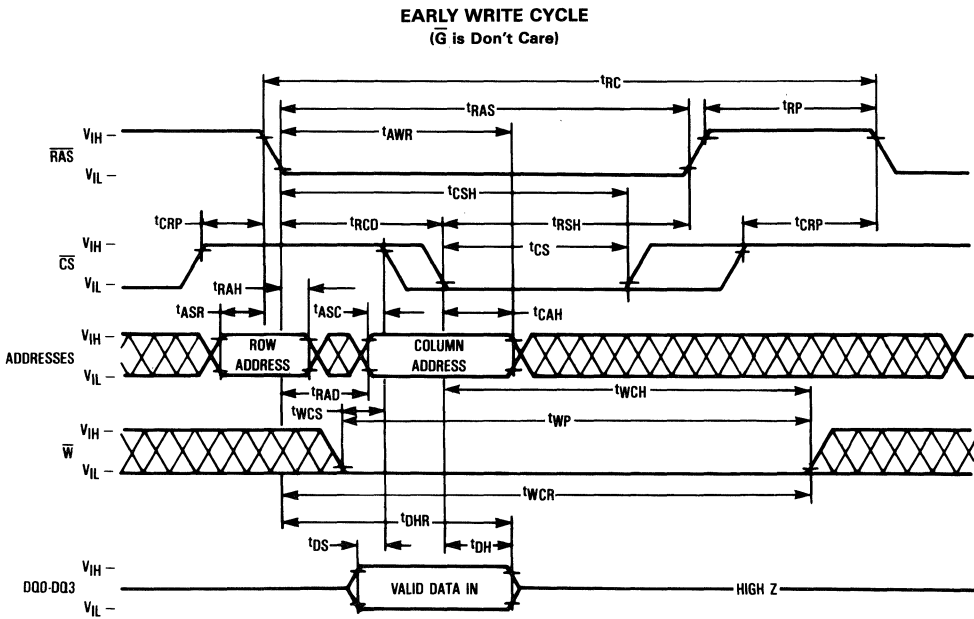 EARLY WRITE CYCLE
(G̅ is Don't Care)
tRC
tRAS
tRP
tAWR
VIH
R̅A̅S̅
VIL
tCSH
tCRP
tRCD
tRSH
tCRP
VIH
tCS
C̅S̅
VIL
tRAH
tASR
tASC
tCAH
VIH
ROW ADDRESS
COLUMN ADDRESS
ADDRESSES
VIL
tRAD
tWCH
tWCS
tWP
VIH
W̅
VIL
tWCR
tDHR
tDS
tDH
VIH
DQ0-DQ3
VALID DATA IN
HIGH Z
VIL